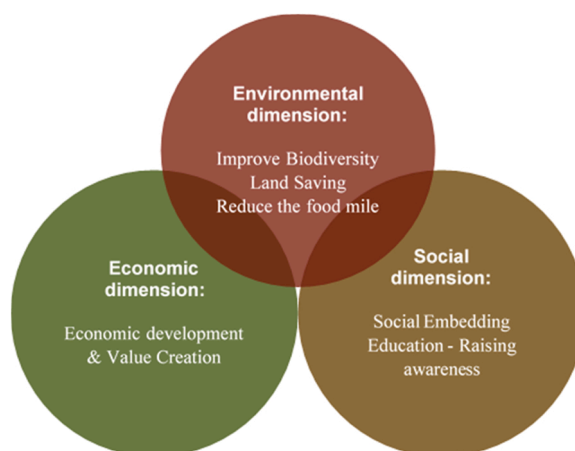 Environmental
dimension:
Improve Biodiversity
Land Saving
Reduce the food mile
Economic
dimension:
Economic development
& Value Creation
Social
dimension:
Social Embedding
Education - Raising
awareness